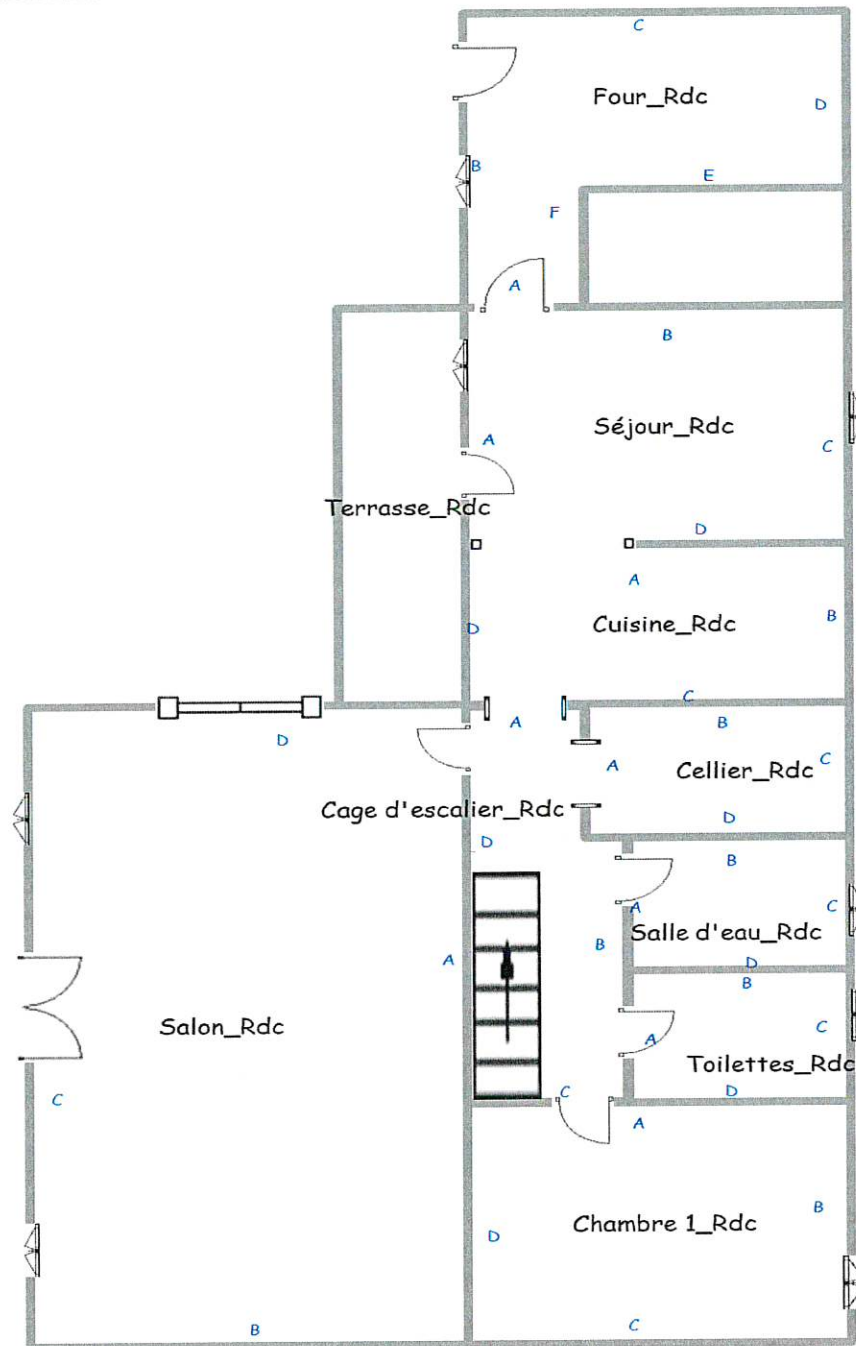 C
Four_Rdc
D
B
E
F
A
B
Séjour_Rdc
A
C
Terrasse_Rdc
D
A
Cuisine_Rdc
B
D
C
A
B
D
C
A
Cellier_Rdc
Cage d'escalier_Rdc
D
D
B
A
C
Salle d'eau_Rdc
B
A
D
B
Salon_Rdc
C
A
Toilettes_Rdc
C
D
C
A
B
Chambre 1_Rdc
D
B
C